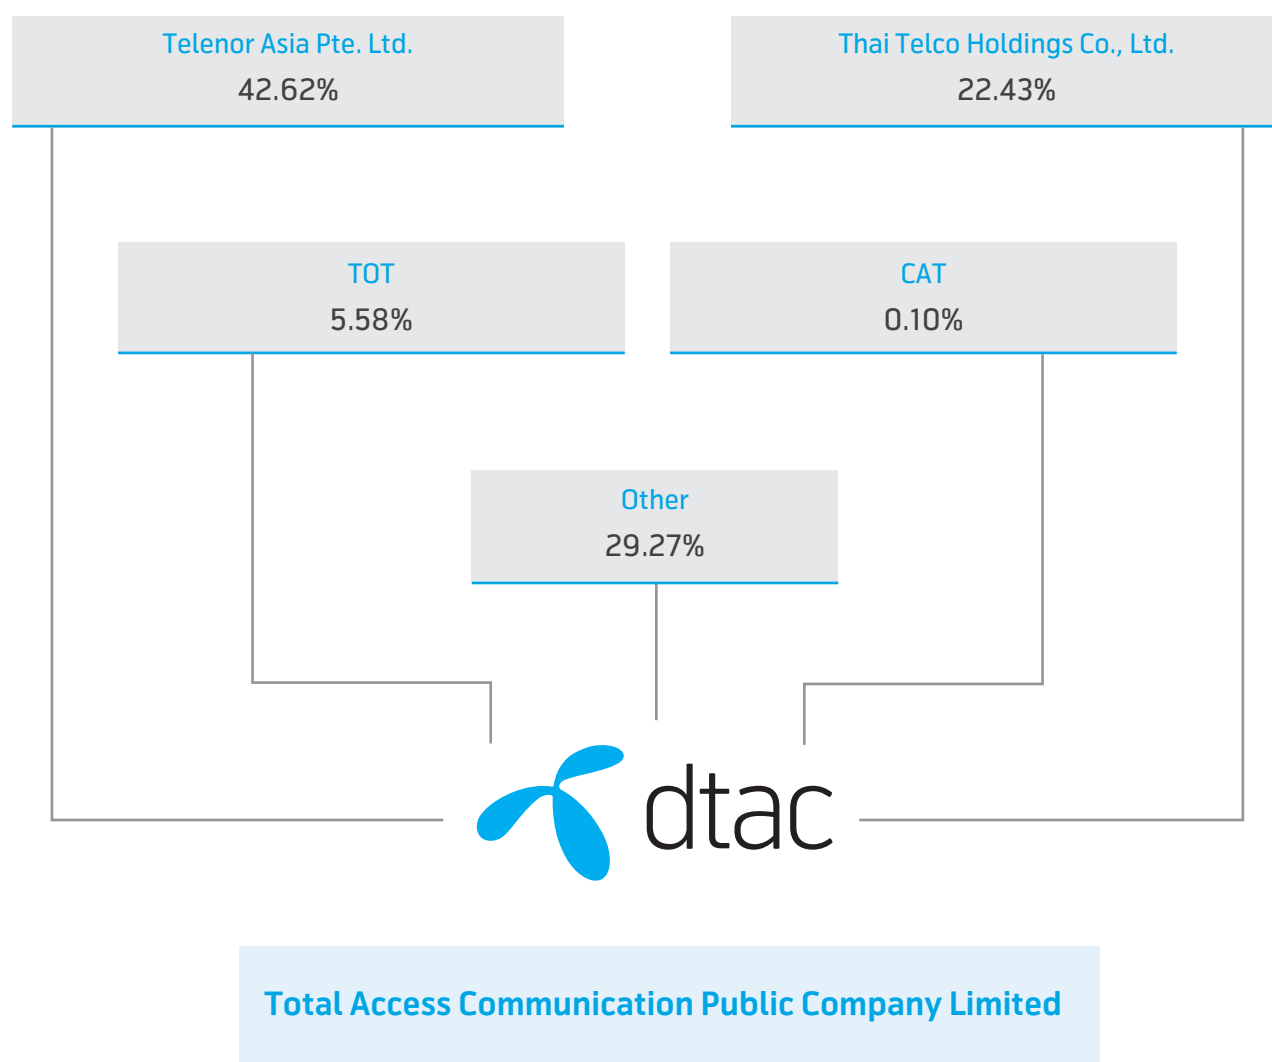 Telenor Asia Pte. Ltd.
42.62%
Thai Telco Holdings Co., Ltd.
22.43%
TOT
5.58%
CAT
0.10%
Other
29.27%
dtac
Total Access Communication Public Company Limited